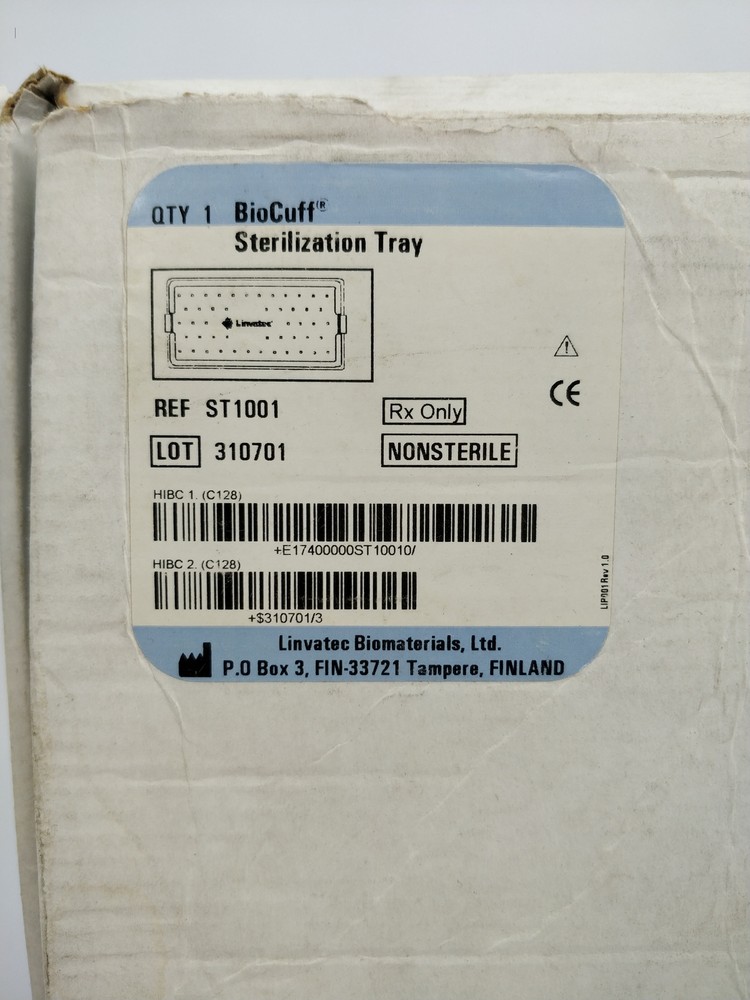 QTY 1 BioCuff®
Sterilization Tray
Linvatec
REF ST1001
Rx Only
CE
LOT 310701
NONSTERILE
HIBC 1. (C128)
+E17400000ST10010/
HIBC 2. (C128)
+$310701/3
LIP001 Rev 1.0
Linvatec Biomaterials, Ltd.
P.O Box 3, FIN-33721 Tampere, FINLAND